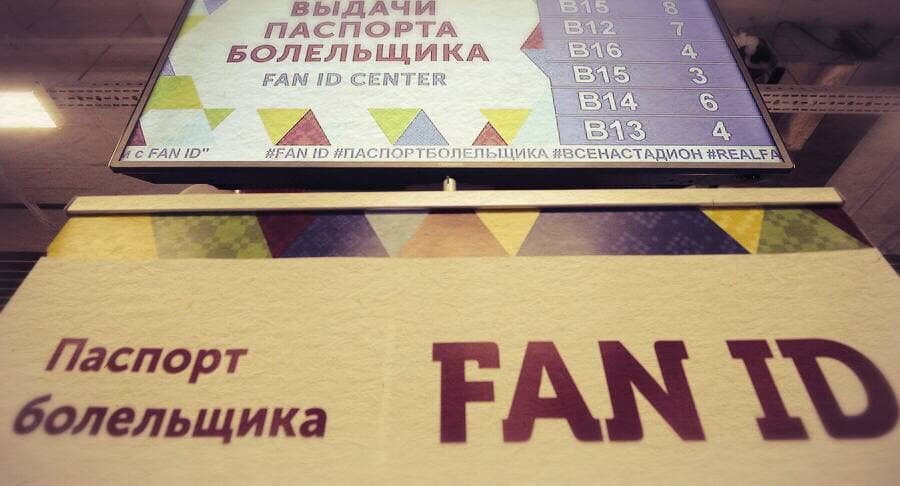 ВЫДАЧИ
ПАСПОРТА
БОЛЕЛЬЩИКА
FAN ID CENTER
B15 8
B12 7
B16 4
B15 3
B14 6
B13 4
и с FAN ID" #FAN ID #ПАСПОРТБОЛЕЛЬЩИКА #ВСЕНАСТАДИОН #REALFA
Паспорт
болельщика
FAN ID